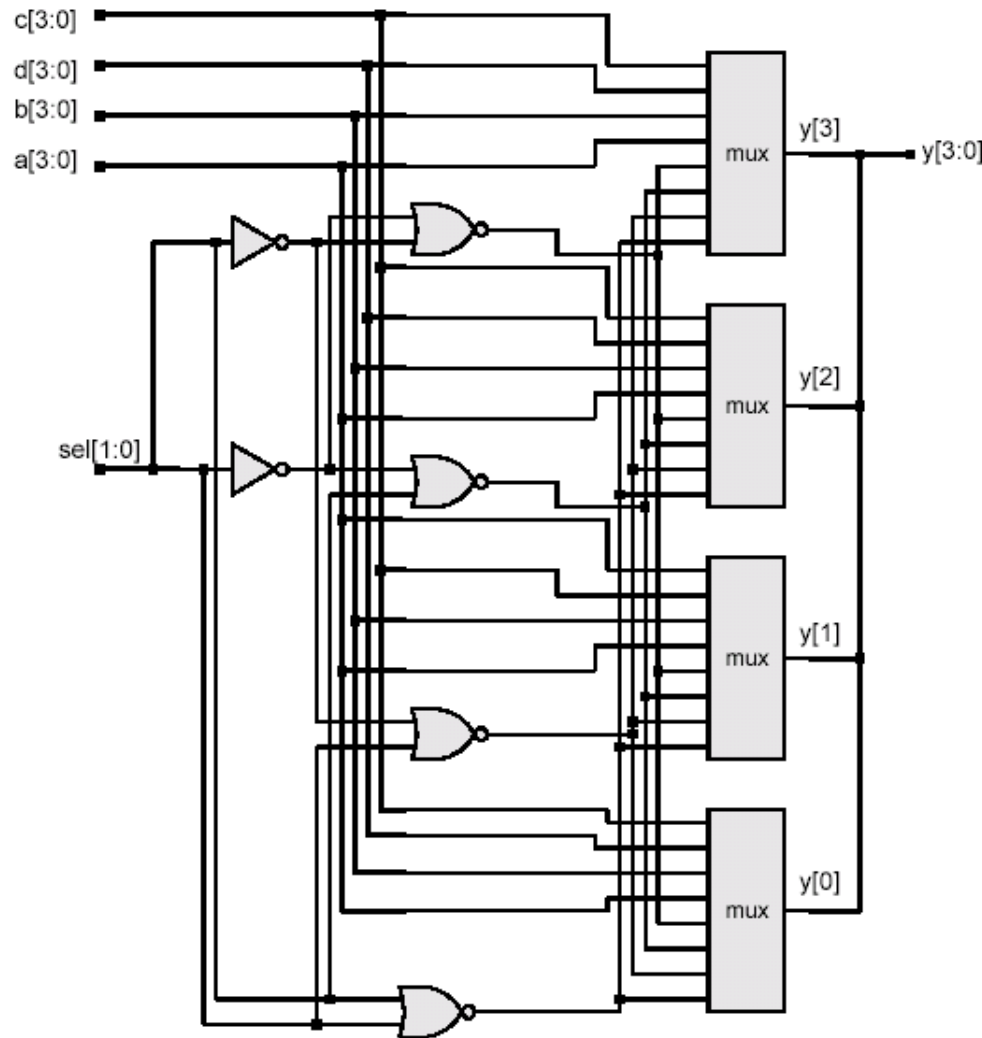 c[3:0]
d[3:0]
b[3:0]
a[3:0]
mux
y[3]
y[3:0]
mux
y[2]
sel[1:0]
mux
y[1]
mux
y[0]